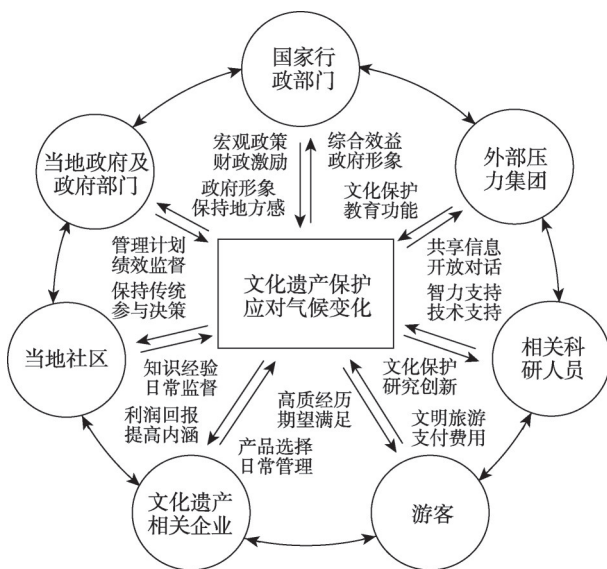 国家行
政部门
宏观政策
财政激励
综合效益
政府形象
当地政府及
政府部门
外部压
力集团
政府形象
保持地方感
文化保护
教育功能
管理计划
绩效监督
共享信息
开放对话
文化遗产保护
应对气候变化
保持传统
参与决策
智力支持
技术支持
当地社区
相关科
研人员
知识经验
日常监督
文化保护
研究创新
利润回报
提高内涵
高质经历
期望满足
文明旅游
支付费用
产品选择
日常管理
文化遗产
相关企业
游客